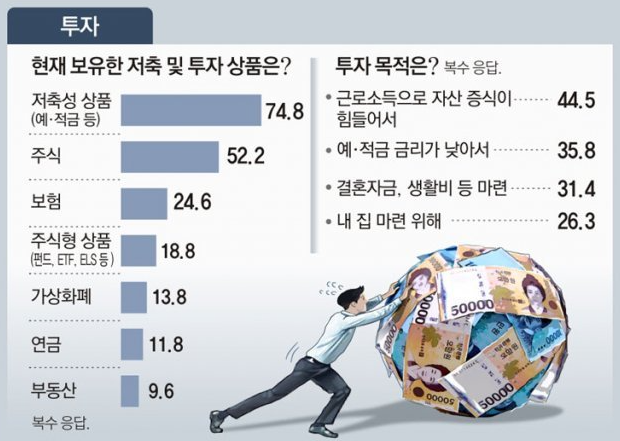 투자
현재 보유한 저축 및 투자 상품은?
저축성 상품
(예·적금 등)
74.8
주식
52.2
보험
24.6
주식형 상품
(펀드, ETF, ELS 등)
18.8
가상화폐
13.8
연금
11.8
부동산
9.6
복수 응답.
투자 목적은? 복수 응답.
• 근로소득으로 자산 증식이 44.5
힘들어서
• 예·적금 금리가 낮아서 35.8
• 결혼자금, 생활비 등 마련 31.4
• 내 집 마련 위해 26.3
50000
50000
50000
50000